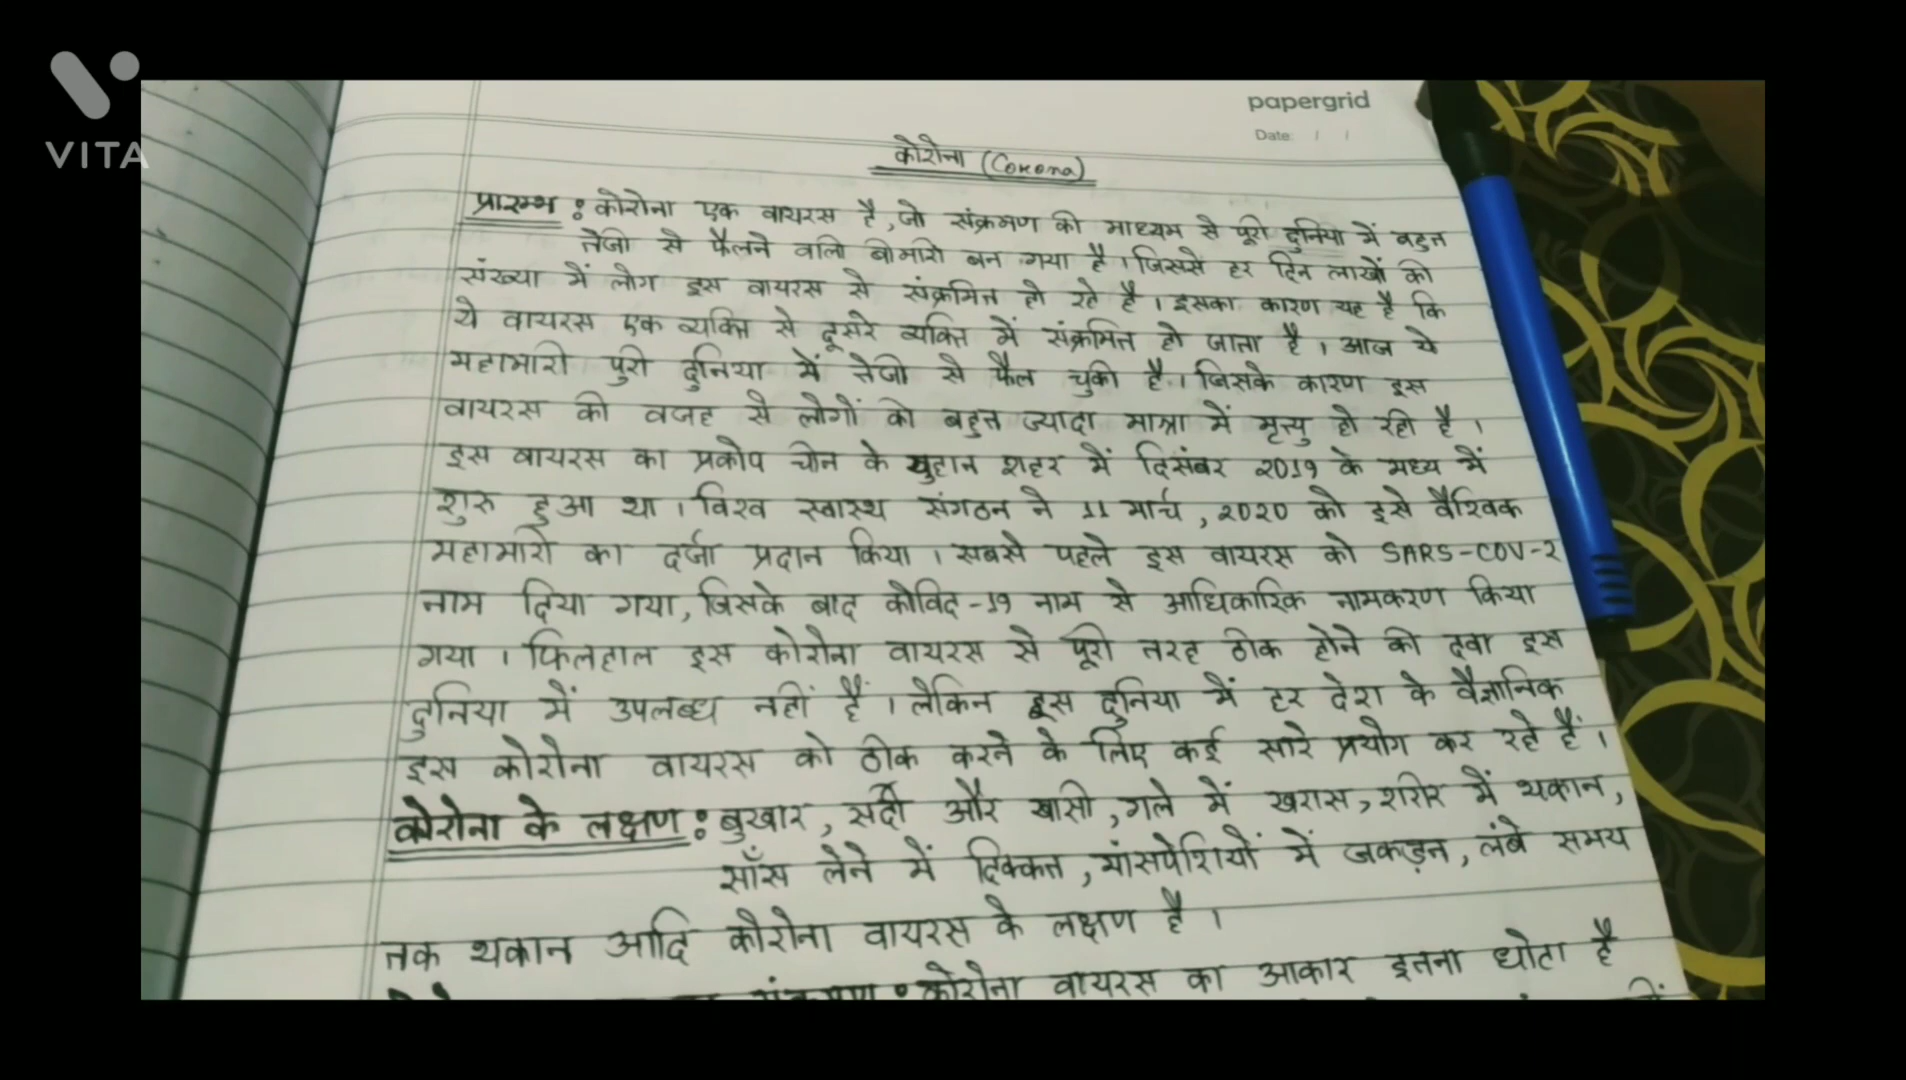 VITA
papergrid
Date: / /
कोरोना (Corona)
प्रारम्भ : कोरोना एक वायरस है, जो संक्रमण की माध्यम से पूरी दुनिया में बहुत
तेजी से फैलने वाली बीमारी बन गया है। जिससे हर दिन लाखों की
संख्या में लोग इस वायरस से संक्रमित हो रहे है। इसका कारण यह है कि
ये वायरस एक व्यक्ति से दूसरे व्यक्ति में संक्रमित हो जाता है। आज ये
महामारी पुरी दुनिया में तेजी से फैल चुकी है। जिसके कारण इस
वायरस की वजह से लोगों की बहुत ज्यादा मात्रा में मृत्यु हो रही है।
इस वायरस का प्रकोप चीन के वुहान शहर में दिसंबर 2019 के मध्य में
शुरू हुआ था। विश्व स्वास्थ संगठन ने 11 मार्च, 2020 को इसे वैश्विक
महामारी का दर्जा प्रदान किया। सबसे पहले इस वायरस को SARS-COV-2
नाम दिया गया, जिसके बाद कोविद-19 नाम से आधिकारिक नामकरण किया
गया। फिलहाल इस कोरोना वायरस से पूरी तरह ठीक होने की दवा इस
दुनिया में उपलब्ध नहीं हैं। लेकिन इस दुनिया में हर देश के वैज्ञानिक
इस कोरोना वायरस को ठीक करने के लिए कई सारे प्रयोग कर रहे हैं।
कोरोना के लक्षण : बुखार, सर्दी और खासी, गले में खरास, शरीर में थकान,
साँस लेने में दिक्कत, मांसपेशियों में जकड़न, लंबे समय
तक थकान आदि कोरोना वायरस के लक्षण है।
संक्रमण : कोरोना वायरस का आकार इतना छोटा है